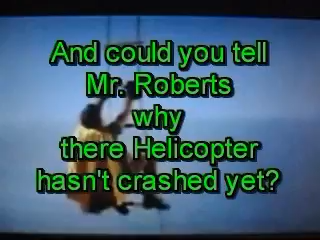 And could you tell
Mr. Roberts
why
there Helicopter
hasn't crashed yet?